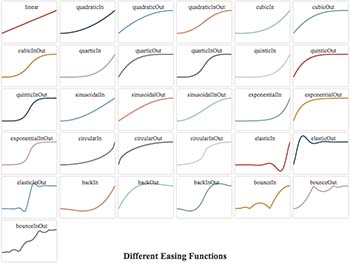 linear quadraticIn quadraticOut quadraticInOut cubicIn cubicOut
cubicInOut quarticIn quarticOut quarticInOut quinticIn quinticOut
quinticInOut sinusoidalIn sinusoidalOut sinusoidalInOut exponentialIn exponentialOut
exponentialInOut circularIn circularOut circularInOut elasticIn elasticOut
elasticInOut backIn backOut backInOut bounceIn bounceOut
bounceInOut
Different Easing Functions